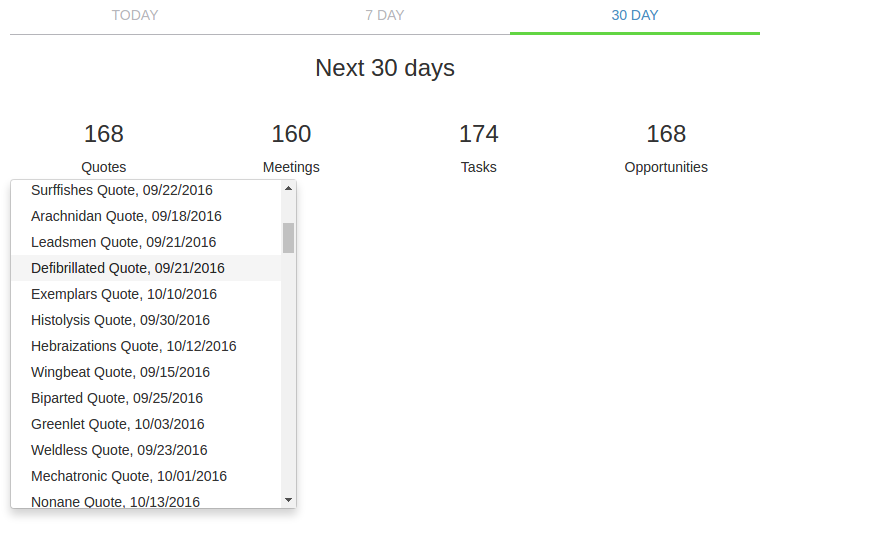 TODAY 7 DAY 30 DAY
Next 30 days
168 160 174 168
Quotes Meetings Tasks Opportunities
Surffishes Quote, 09/22/2016
Arachnidan Quote, 09/18/2016
Leadsmen Quote, 09/21/2016
Defibrillated Quote, 09/21/2016
Exemplars Quote, 10/10/2016
Histolysis Quote, 09/30/2016
Hebraizations Quote, 10/12/2016
Wingbeat Quote, 09/15/2016
Biparted Quote, 09/25/2016
Greenlet Quote, 10/03/2016
Weldless Quote, 09/23/2016
Mechatronic Quote, 10/01/2016
Nonane Quote, 10/13/2016